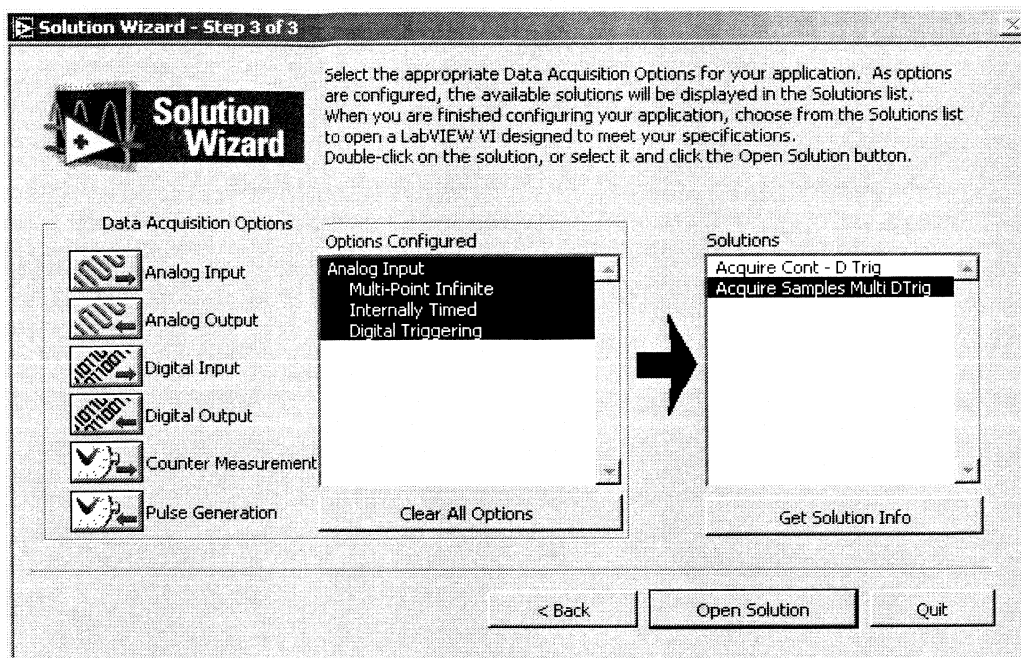 Solution Wizard - Step 3 of 3
Solution
Wizard
Select the appropriate Data Acquisition Options for your application. As options
are configured, the available solutions will be displayed in the Solutions list.
When you are finished configuring your application, choose from the Solutions list
to open a LabVIEW VI designed to meet your specifications.
Double-click on the solution, or select it and click the Open Solution button.
Data Acquisition Options
Analog Input
Analog Output
Digital Input
Digital Output
Counter Measurement
Pulse Generation
Options Configured
Analog Input
Multi-Point Infinite
Internally Timed
Digital Triggering
Clear All Options
Solutions
Acquire Cont - D Trig
Acquire Samples Multi DTrig
Get Solution Info
< Back
Open Solution
Quit